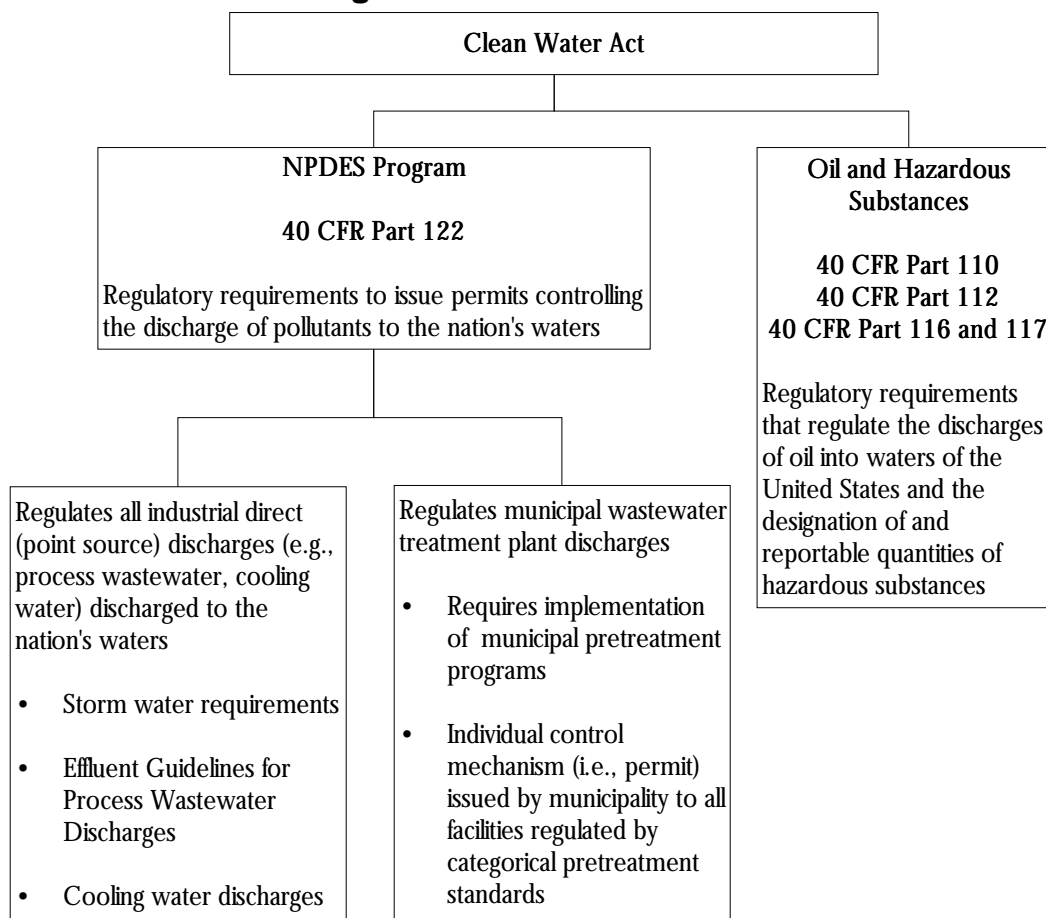 Clean Water Act
NPDES Program
40 CFR Part 122
Regulatory requirements to issue permits controlling
the discharge of pollutants to the nation's waters
Oil and Hazardous
Substances
40 CFR Part 110
40 CFR Part 112
40 CFR Part 116 and 117
Regulatory requirements
that regulate the discharges
of oil into waters of the
United States and the
designation of and
reportable quantities of
hazardous substances
Regulates all industrial direct
(point source) discharges (e.g.,
process wastewater, cooling
water) discharged to the
nation's waters
• Storm water requirements
• Effluent Guidelines for
Process Wastewater
Discharges
• Cooling water discharges
Regulates municipal wastewater
treatment plant discharges
• Requires implementation
of municipal pretreatment
programs
• Individual control
mechanism (i.e., permit)
issued by municipality to all
facilities regulated by
categorical pretreatment
standards